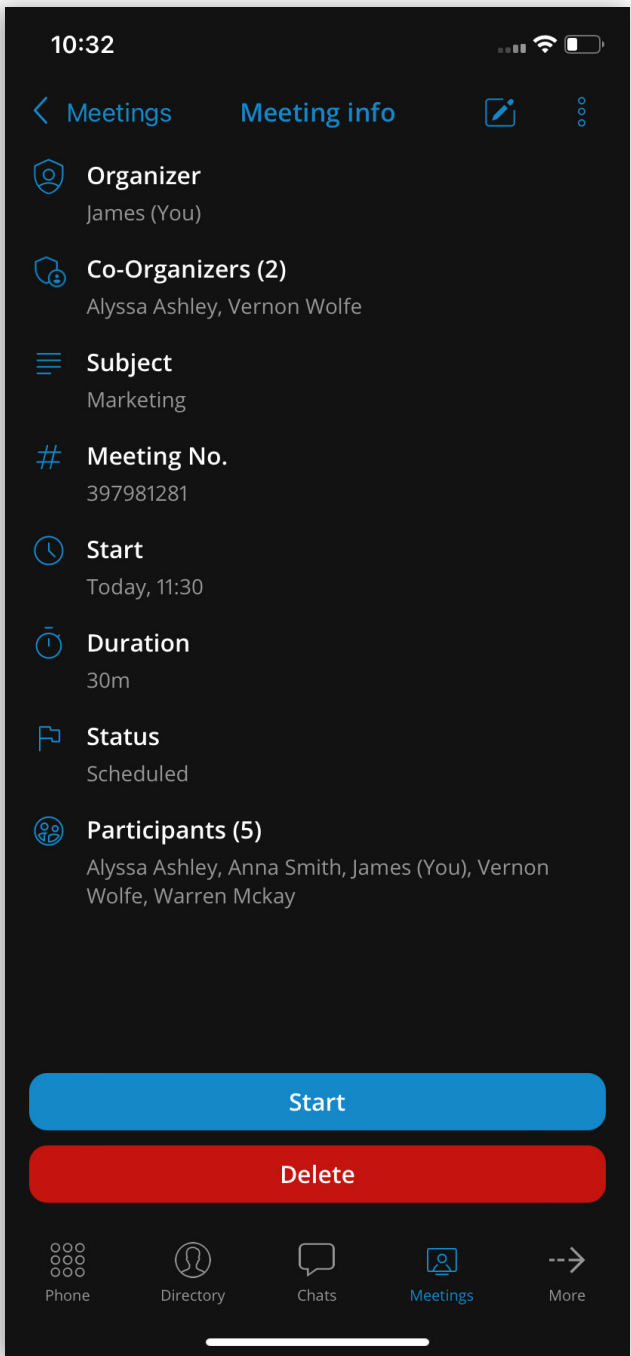 10:32
Meetings Meeting info
Organizer
James (You)
Co-Organizers (2)
Alyssa Ashley, Vernon Wolfe
Subject
Marketing
Meeting No.
397981281
Start
Today, 11:30
Duration
30m
Status
Scheduled
Participants (5)
Alyssa Ashley, Anna Smith, James (You), Vernon
Wolfe, Warren Mckay
Start
Delete
Phone Directory Chats Meetings More